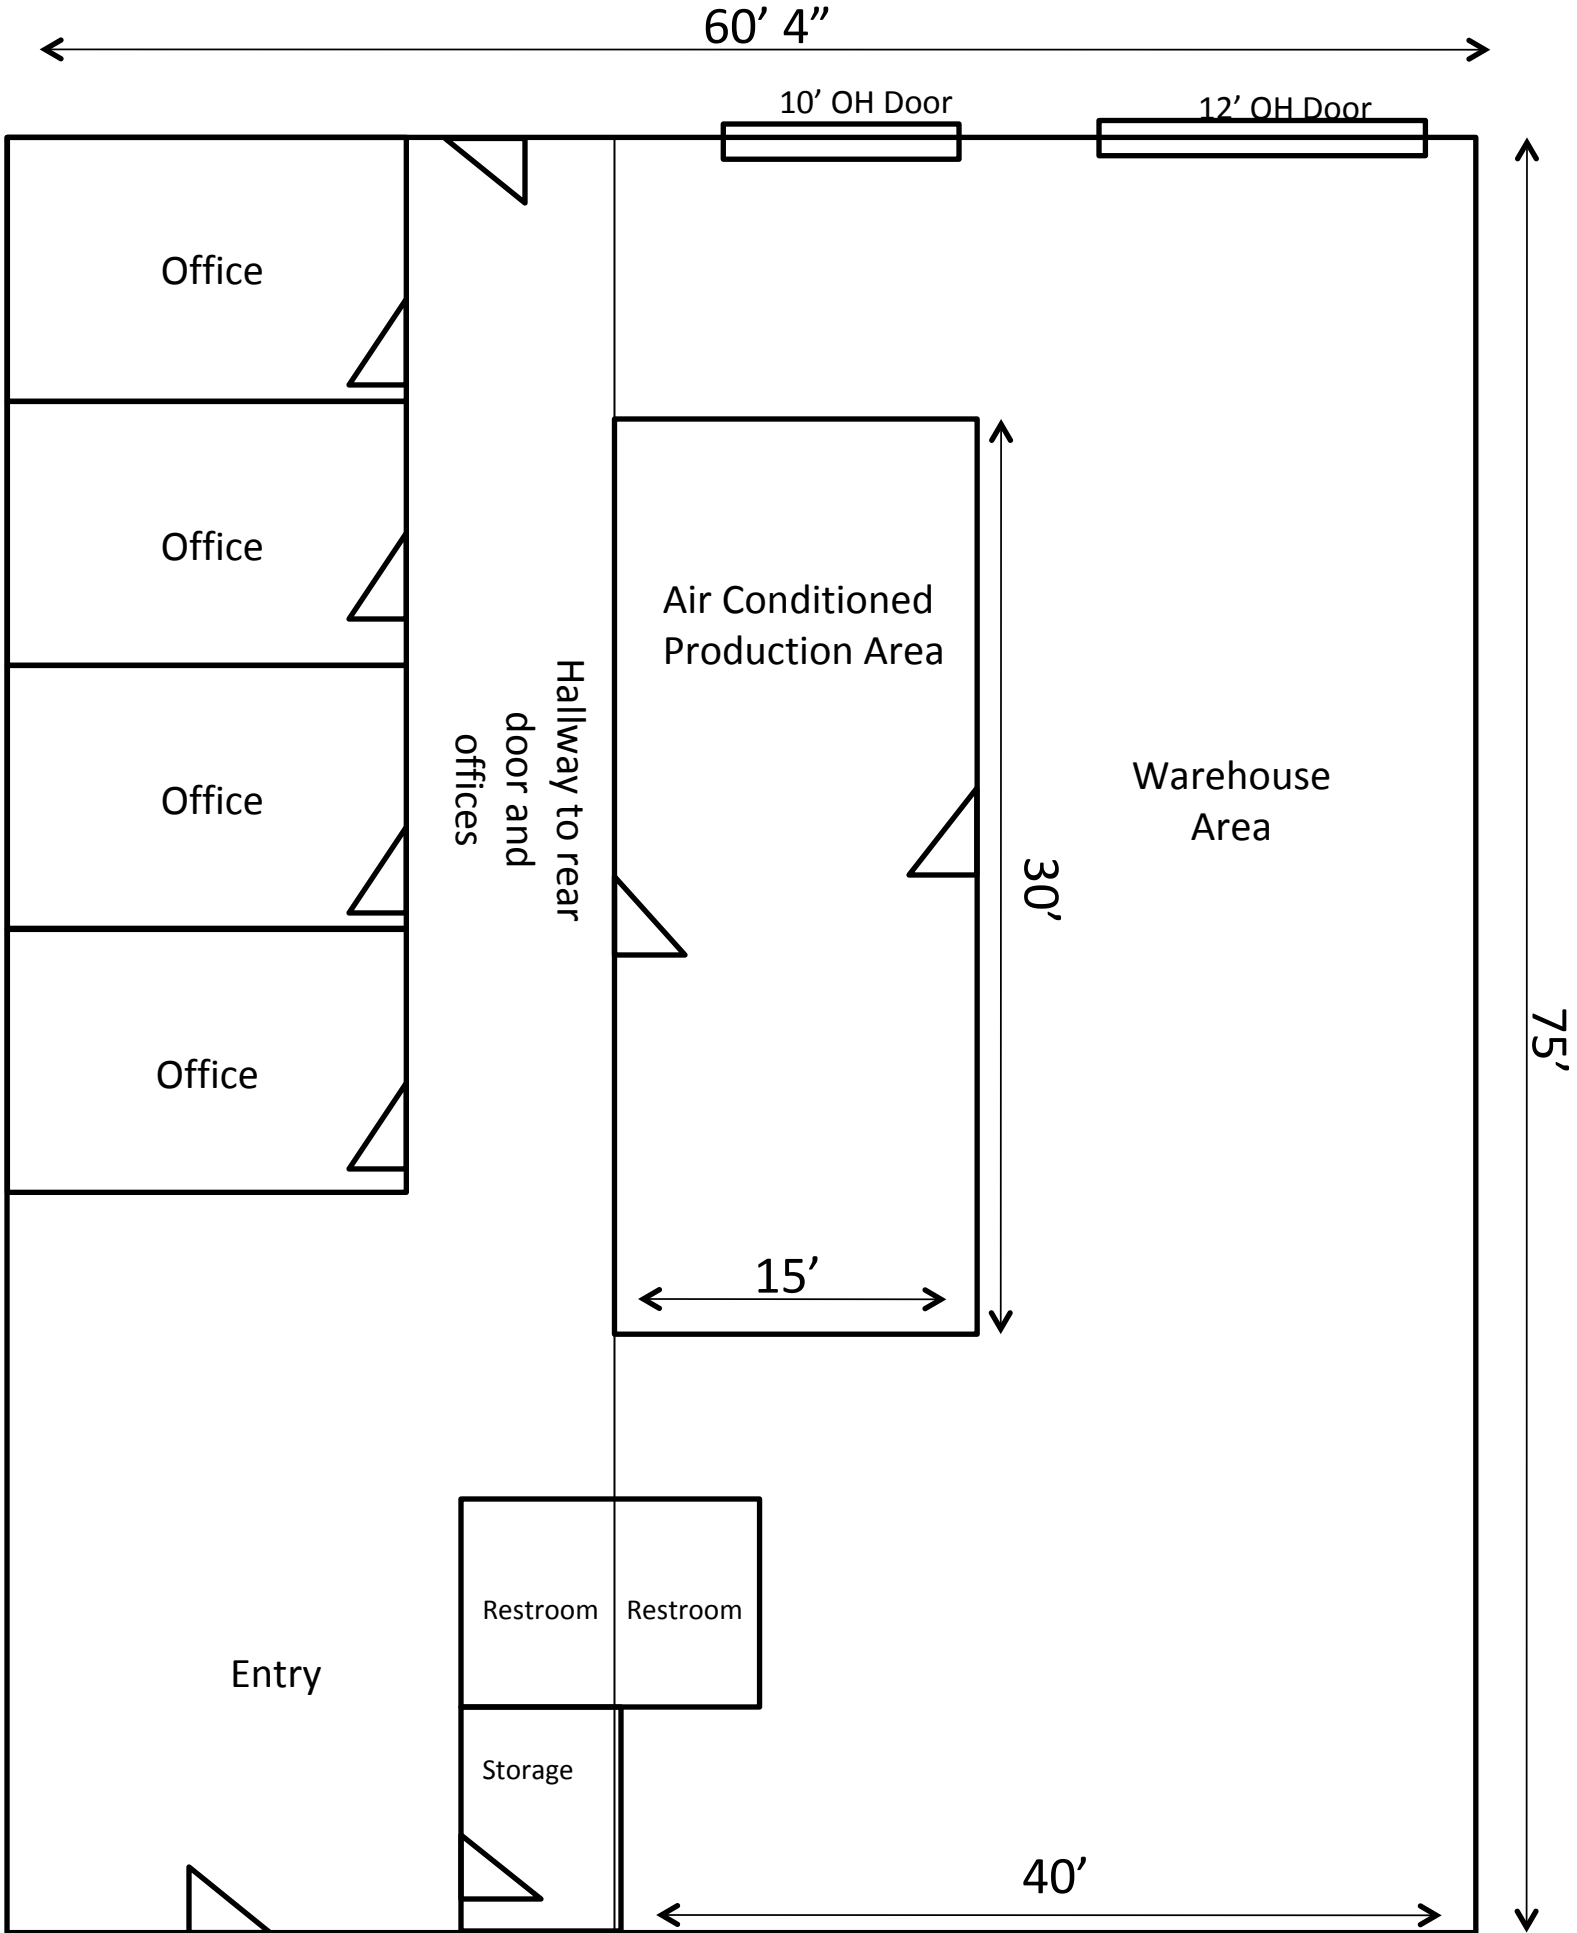 60’ 4”
10’ OH Door
12’ OH Door
Office
Office
Office
Office
Hallway to rear
door and
offices
Air Conditioned
Production Area
Warehouse
Area
30’
75’
15’
Restroom
Restroom
Entry
Storage
40’